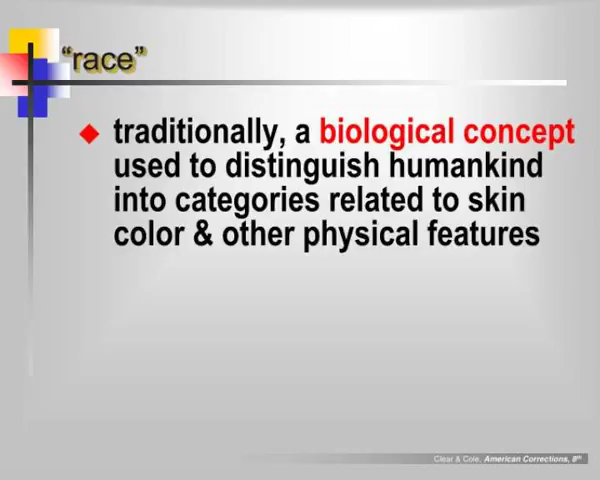 “race”
traditionally, a biological concept
used to distinguish humankind
into categories related to skin
color & other physical features
Clear & Cole, American Corrections, 8th